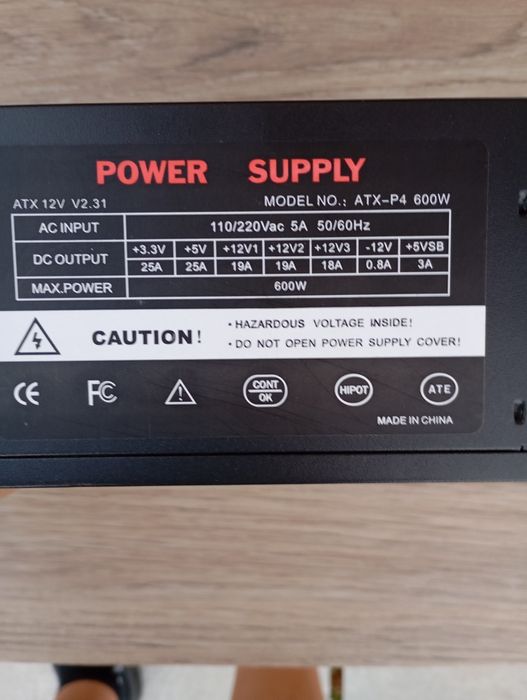 POWER SUPPLY
ATX 12V V2.31 MODEL NO.: ATX-P4 600W
AC INPUT 110/220Vac 5A 50/60Hz
DC OUTPUT +3.3V +5V +12V1 +12V2 +12V3 -12V +5VSB
25A 25A 19A 19A 18A 0.8A 3A
MAX.POWER 600W
CAUTION!
• HAZARDOUS VOLTAGE INSIDE!
• DO NOT OPEN POWER SUPPLY COVER!
CE FC CONT OK HIPOT ATE
MADE IN CHINA